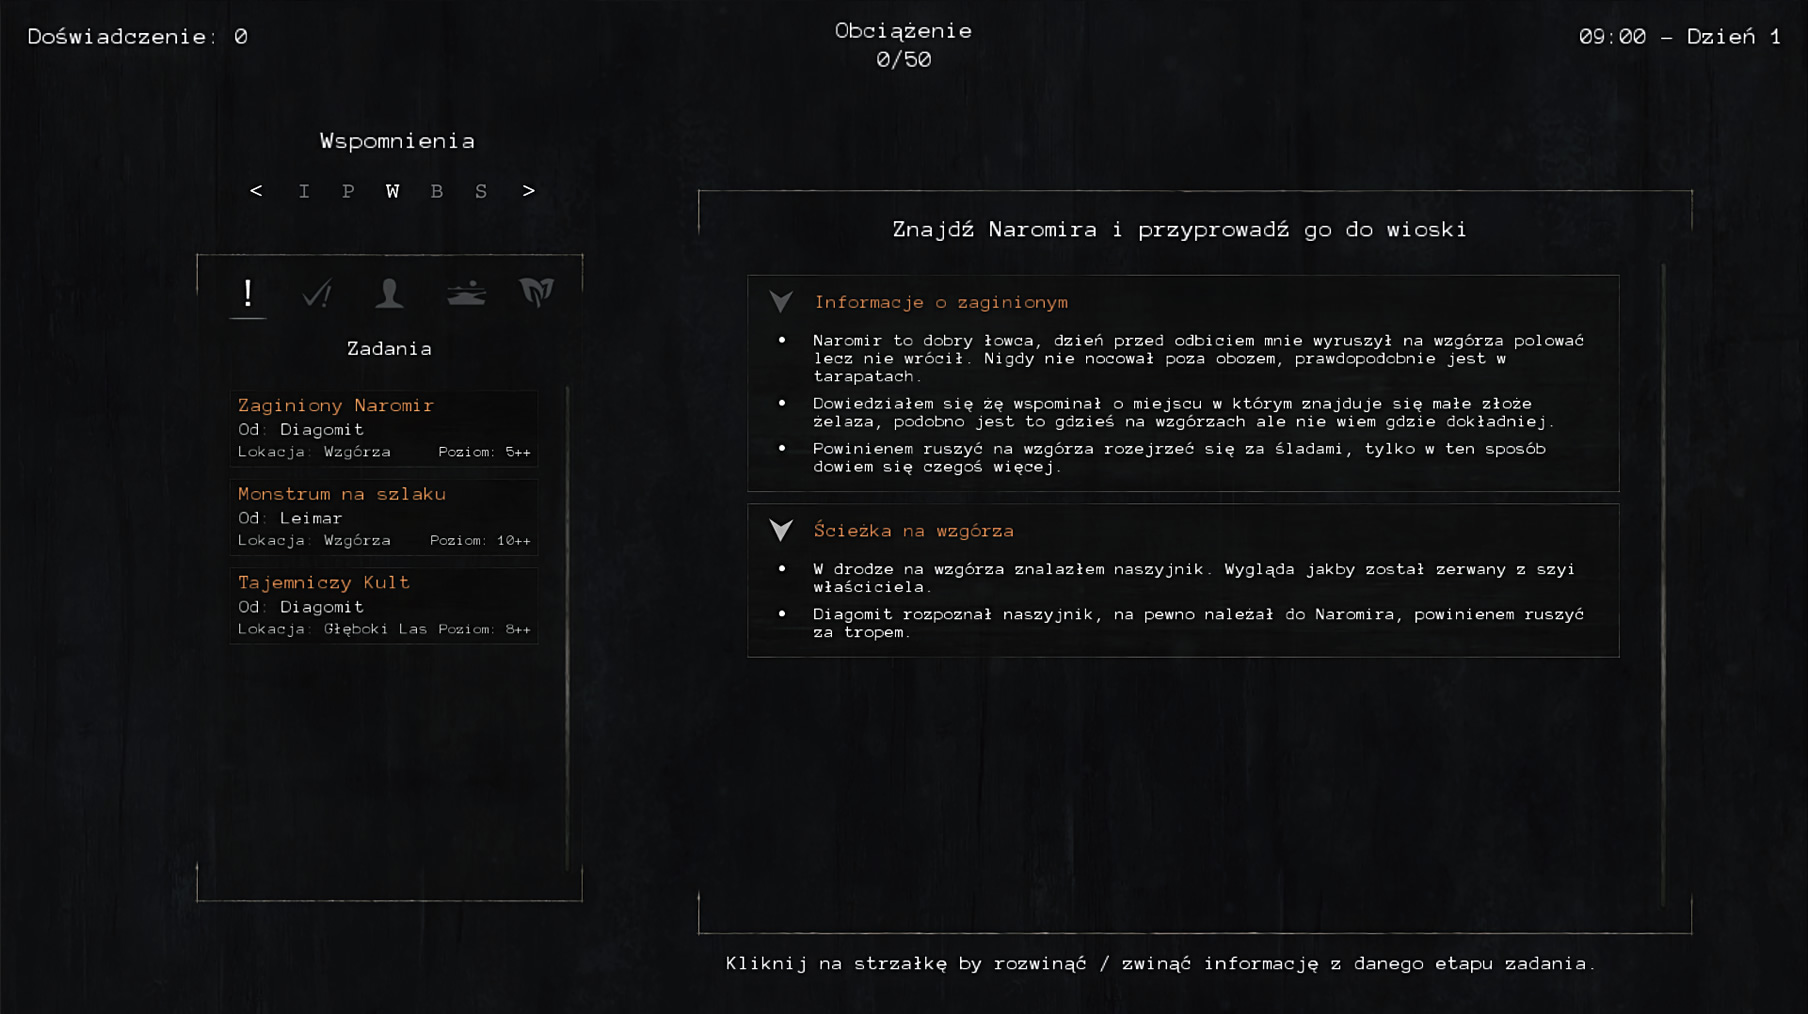 Doświadczenie: 0
Obciążenie
0/50
09:00 – Dzień 1
Wspomnienia
< I P W B S >
Zadania
Zaginiony Naromir
Od: Diagomit
Lokacja: Wzgórza Poziom: 5++
Monstrum na szlaku
Od: Leimar
Lokacja: Wzgórza Poziom: 10++
Tajemniczy Kult
Od: Diagomit
Lokacja: Głęboki Las Poziom: 8++
Znajdź Naromira i przyprowadź go do wioski
Informacje o zaginionym
• Naromir to dobry łowca, dzień przed odbiciem mnie wyruszył na wzgórza polować
lecz nie wrócił. Nigdy nie nocował poza obozem, prawdopodobnie jest w
tarapatach.
• Dowiedziałem się żę wspominał o miejscu w którym znajduje się małe złoże
żelaza, podobno jest to gdzieś na wzgórzach ale nie wiem gdzie dokładniej.
• Powinienem ruszyć na wzgórza rozejrzeć się za śladami, tylko w ten sposób
dowiem się czegoś więcej.
Ścieżka na wzgórza
• W drodze na wzgórza znalazłem naszyjnik. Wygląda jakby został zerwany z szyi
właściciela.
• Diagomit rozpoznał naszyjnik, na pewno należał do Naromira, powinienem ruszyć
za tropem.
Kliknij na strzałkę by rozwinąć / zwinąć informację z danego etapu zadania.